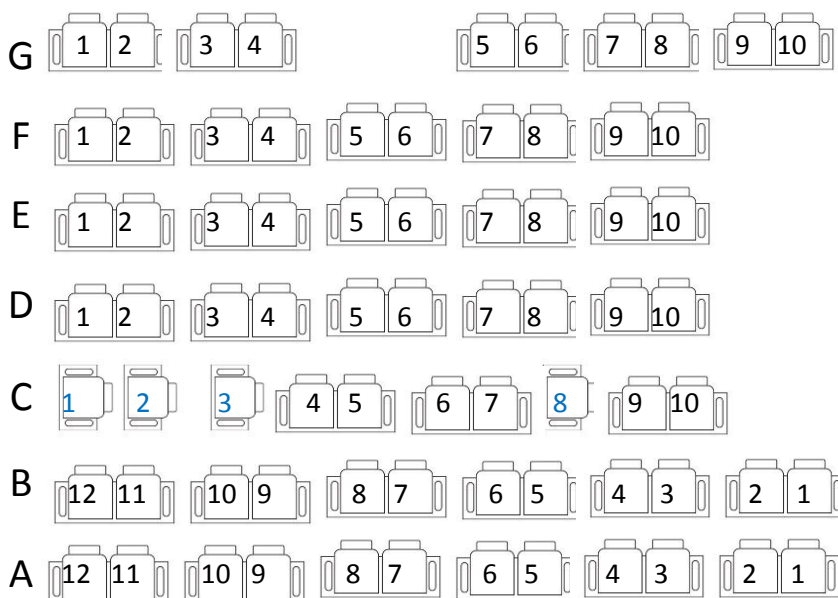 G 1 2 3 4 5 6 7 8 9 10
F 1 2 3 4 5 6 7 8 9 10
E 1 2 3 4 5 6 7 8 9 10
D 1 2 3 4 5 6 7 8 9 10
C 1 2 3 4 5 6 7 8 9 10
B 12 11 10 9 8 7 6 5 4 3 2 1
A 12 11 10 9 8 7 6 5 4 3 2 1